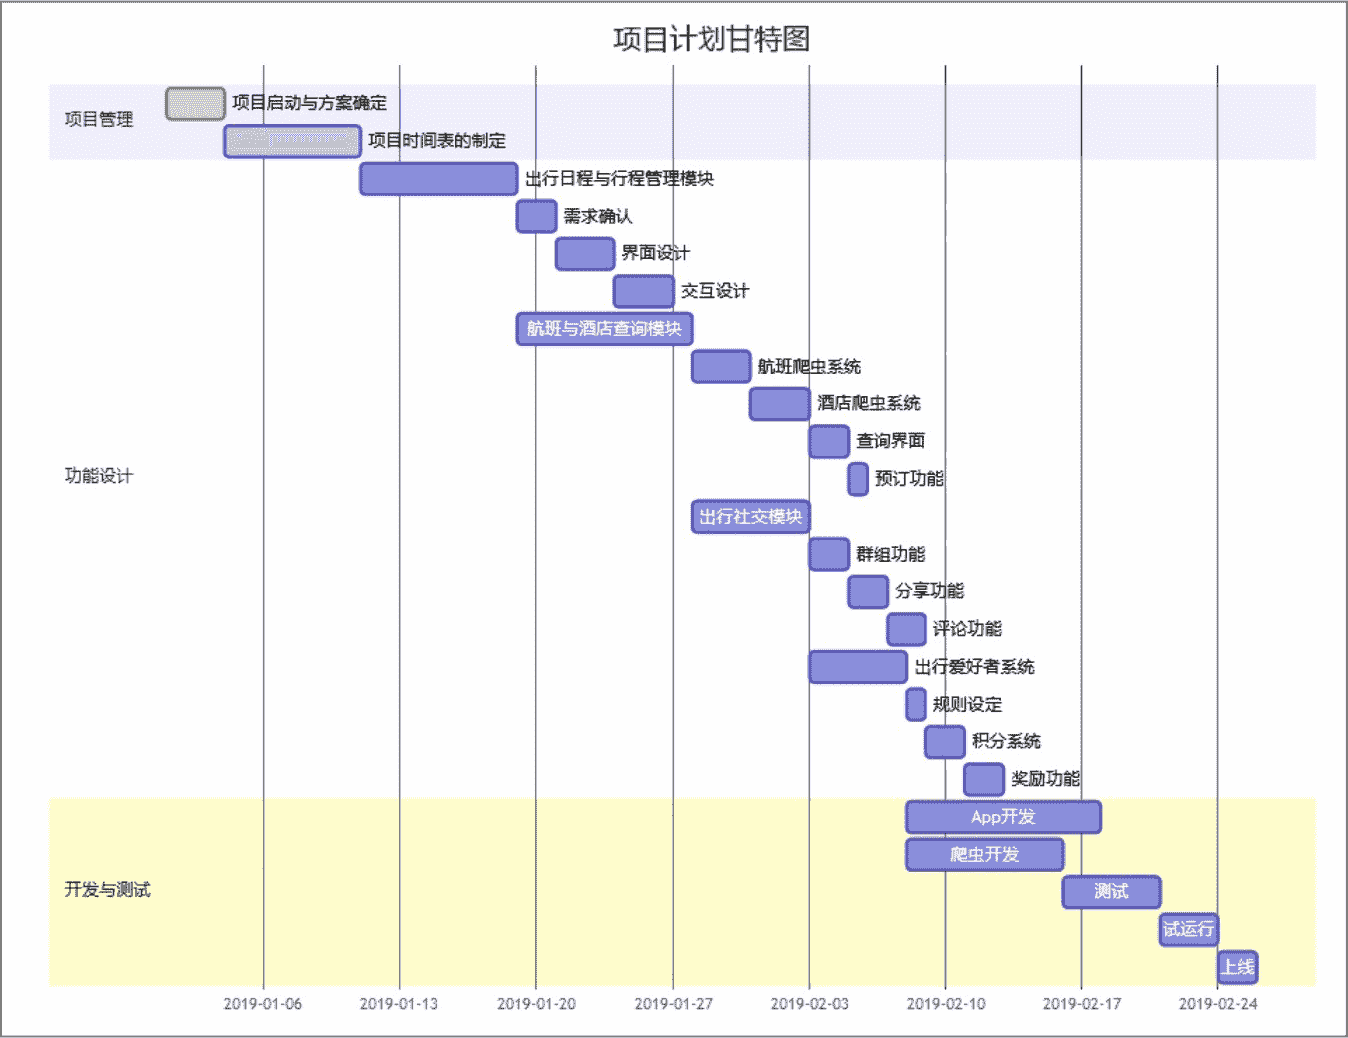 项目计划甘特图
项目管理
项目启动与方案确定
项目时间表的制定
出行日程与行程管理模块
需求确认
界面设计
交互设计
航班与酒店查询模块
航班爬虫系统
酒店爬虫系统
查询界面
功能设计
预订功能
出行社交模块
群组功能
分享功能
评论功能
出行爱好者系统
规则设定
积分系统
奖励功能
App开发
爬虫开发
开发与测试
测试
试运行
上线
2019-01-06
2019-01-13
2019-01-20
2019-01-27
2019-02-03
2019-02-10
2019-02-17
2019-02-24